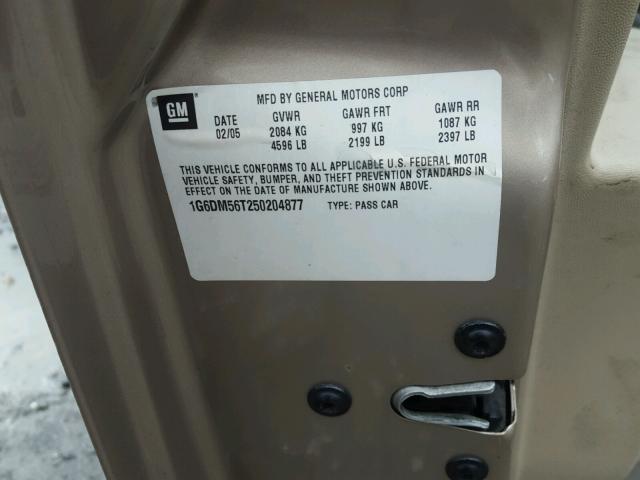 GM
MFD BY GENERAL MOTORS CORP
DATE GVWR GAWR FRT GAWR RR
02/05 2084 KG 997 KG 1087 KG
4596 LB 2199 LB 2397 LB
THIS VEHICLE CONFORMS TO ALL APPLICABLE U.S. FEDERAL MOTOR
VEHICLE SAFETY, BUMPER, AND THEFT PREVENTION STANDARDS IN
EFFECT ON THE DATE OF MANUFACTURE SHOWN ABOVE.
1G6DM56T250204877 TYPE: PASS CAR